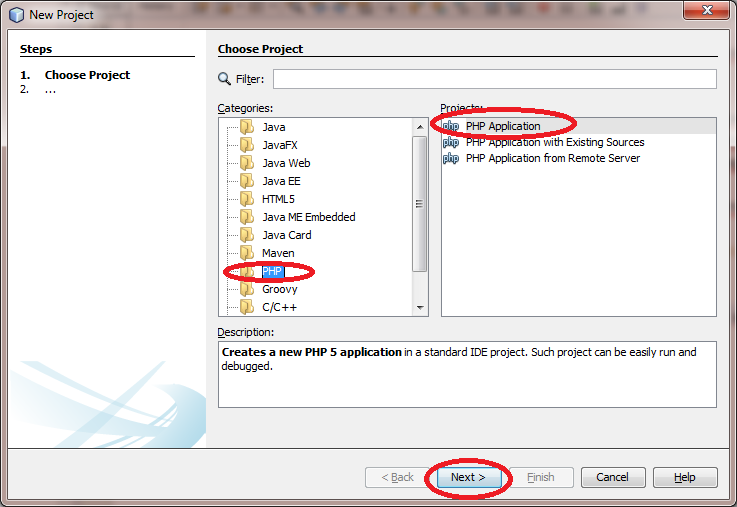 New Project
Steps
1. Choose Project
2. ...
Choose Project
Filter:
Categories:
Java
JavaFX
Java Web
Java EE
HTML5
Java ME Embedded
Java Card
Maven
PHP
Groovy
C/C++
Projects:
php PHP Application
php PHP Application with Existing Sources
php PHP Application from Remote Server
Description:
Creates a new PHP 5 application in a standard IDE project. Such project can be easily run and
debugged.
< Back Next > Finish Cancel Help